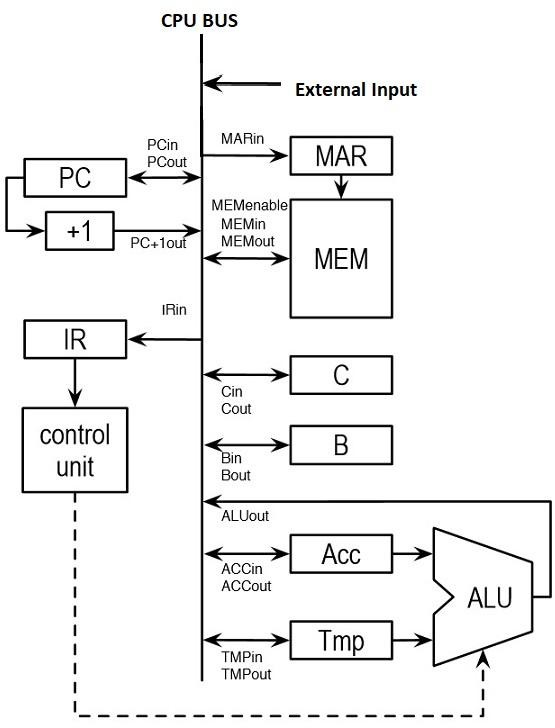 CPU BUS
External Input
PCin
PCout
MARin
MAR
PC
MEMenable
MEMin
MEMout
+1
PC+1out
MEM
IRin
IR
C
Cin
Cout
control
unit
B
Bin
Bout
ALUout
Acc
ACCin
ACCout
ALU
Tmp
TMPin
TMPout